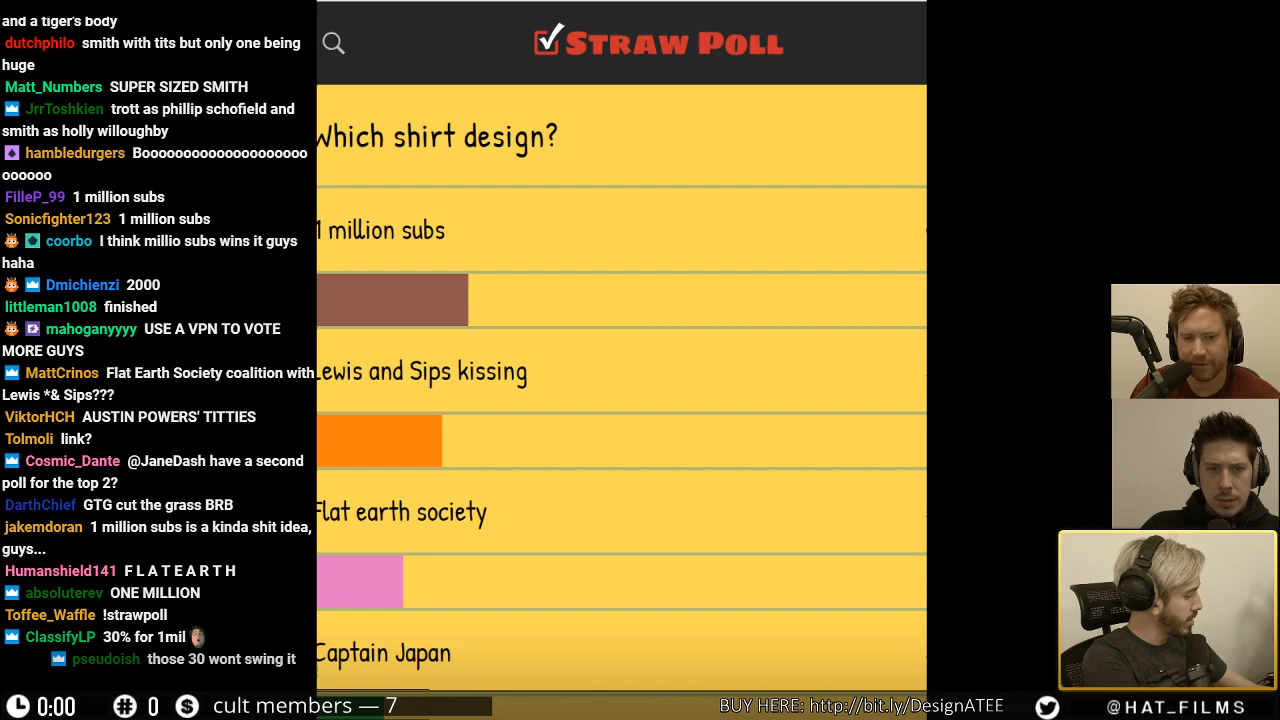 and a tiger's body
dutchphilo smith with tits but only one being
huge
Matt_Numbers SUPER SIZED SMITH
JrrToshkien trott as phillip schofield and
smith as holly willoughby
hambledurgers Booooooooooooooooooo
oooooo
FilleP_99 1 million subs
Sonicfighter123 1 million subs
coorbo I think millio subs wins it guys
haha
Dmichienzi 2000
littleman1008 finished
mahoganyyyy USE A VPN TO VOTE
MORE GUYS
MattCrinos Flat Earth Society coalition with
Lewis *& Sips???
ViktorHCH AUSTIN POWERS' TITTIES
Tolmoli link?
Cosmic_Dante @JaneDash have a second
poll for the top 2?
DarthChief GTG cut the grass BRB
jakemdoran 1 million subs is a kinda shit idea,
guys...
Humanshield141 F L A T E A R T H
absoluterev ONE MILLION
Toffee_Waffle !strawpoll
ClassifyLP 30% for 1mil
pseudoish those 30 wont swing it
STRAW POLL
Which shirt design?
1 million subs
Lewis and Sips kissing
Flat earth society
Captain Japan
0:00 # 0 $ cult members — 7
BUY HERE: http://bit.ly/DesignATEE
@HAT_FILMS